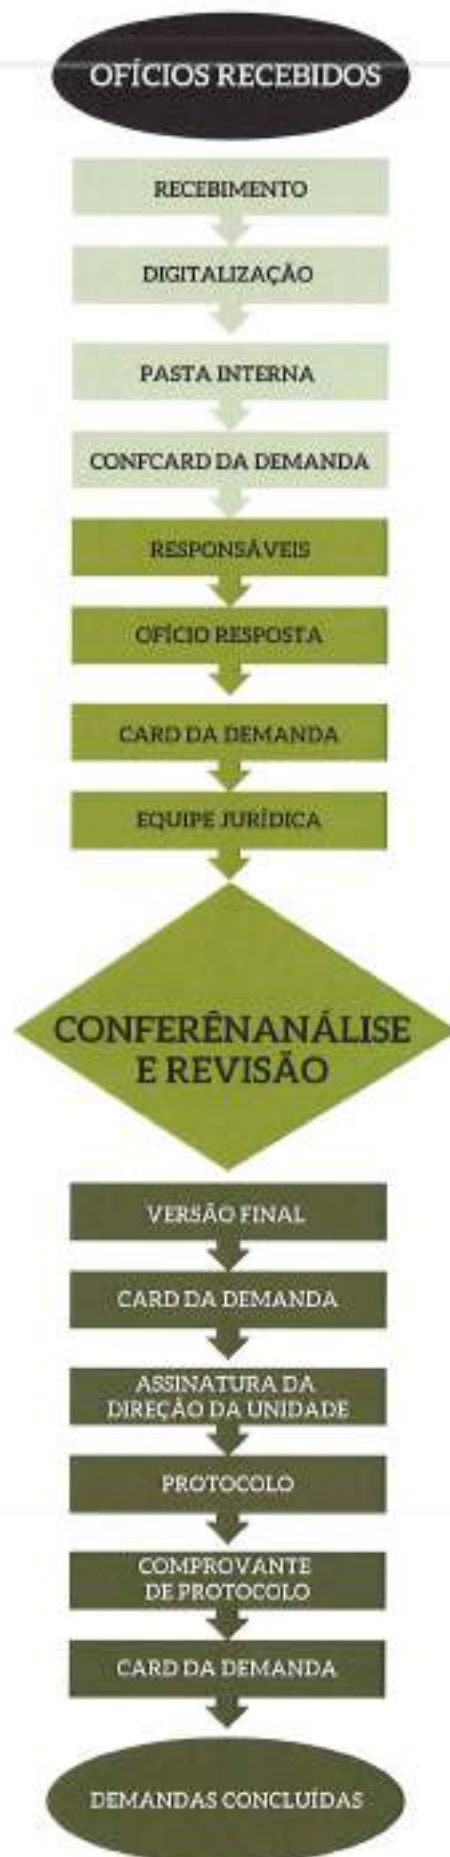 OFÍCIOS RECEBIDOS
RECEBIMENTO
DIGITALIZAÇÃO
PASTA INTERNA
CONFCARD DA DEMANDA
RESPONSÁVEIS
OFÍCIO RESPOSTA
CARD DA DEMANDA
EQUIPE JURÍDICA
CONFERÊNANÁLISE
E REVISÃO
VERSÃO FINAL
CARD DA DEMANDA
ASSINATURA DA
DIREÇÃO DA UNIDADE
PROTOCOLO
COMPROVANTE
DE PROTOCOLO
CARD DA DEMANDA
DEMANDAS CONCLUÍDAS